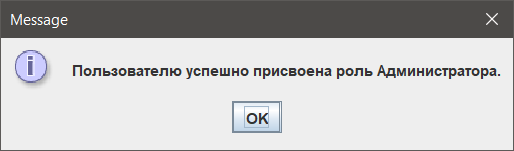 Message
Пользователю успешно присвоена роль Администратора.
OK